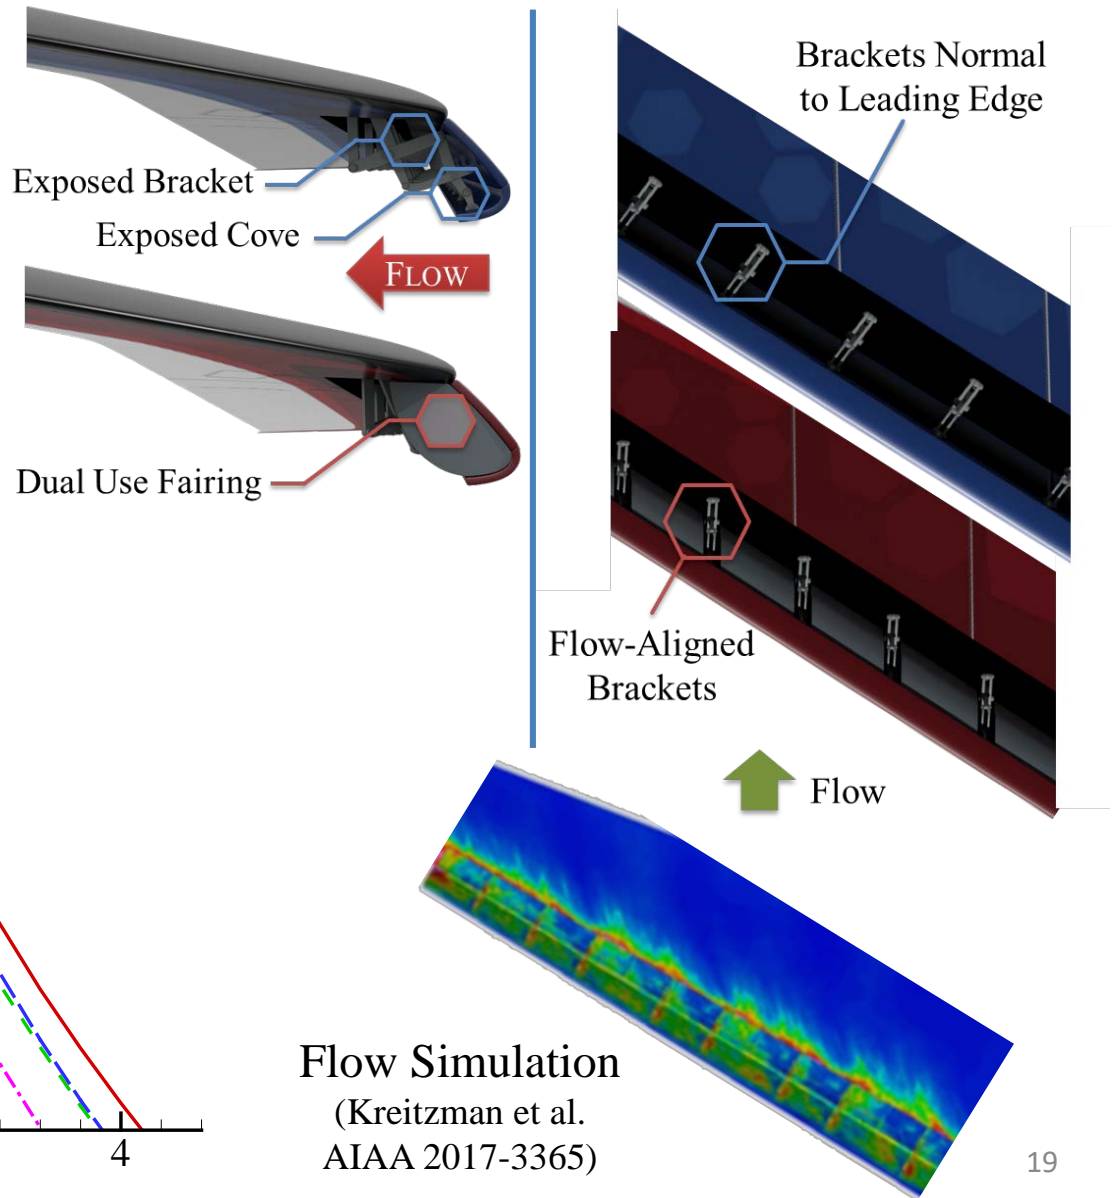 Brackets Normal
to Leading Edge
Exposed Bracket
Exposed Cove
FLOW
Dual Use Fairing
Flow-Aligned
Brackets
Flow
Flow Simulation
(Kreitzman et al.
AIAA 2017-3365)
4
19